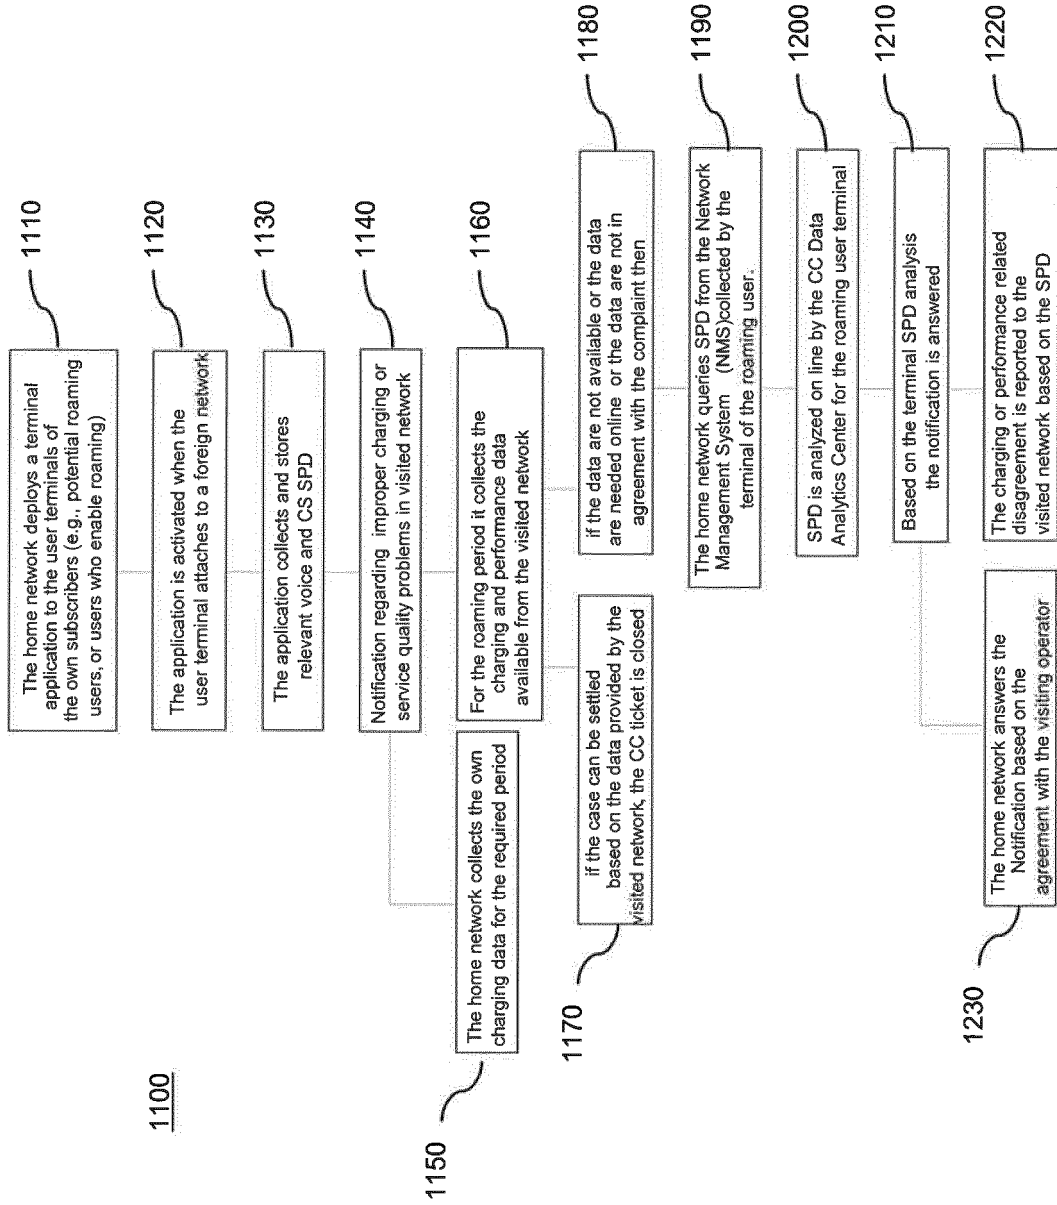 1100
The home network deploys a terminal
application to the user terminals of
the own subscribers (e.g., potential roaming
users, or users who enable roaming)
1110
The application is activated when the
user terminal attaches to a foreign network
1120
The application collects and stores
relevant voice and CS SPD
1130
Notification regarding improper charging or
service quality problems in visited network
1140
The home network collects the own
charging data for the required period
1150
For the roaming period it collects the
charging and performance data
available from the visited network
1160
if the case can be settled
based on the data provided by the
visited network, the CC ticket is closed
1170
if the data are not available or the data
are needed online or the data are not in
agreement with the complaint then
1180
The home network queries SPD from the Network
Management System (NMS)collected by the
terminal of the roaming user.
1190
SPD is analyzed on line by the CC Data
Analytics Center for the roaming user terminal
1200
Based on the terminal SPD analysis
the notification is answered
1210
The charging or performance related
disagreement is reported to the
visited network based on the SPD
1220
The home network answers the
Notification based on the
agreement with the visiting operator
1230